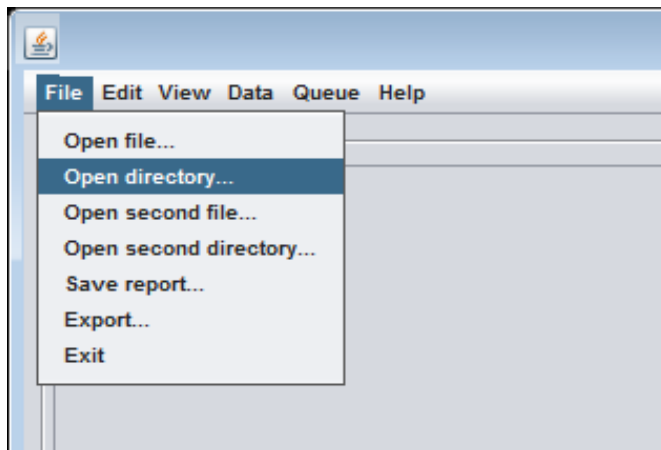 File Edit View Data Queue Help
Open file...
Open directory...
Open second file...
Open second directory...
Save report...
Export...
Exit